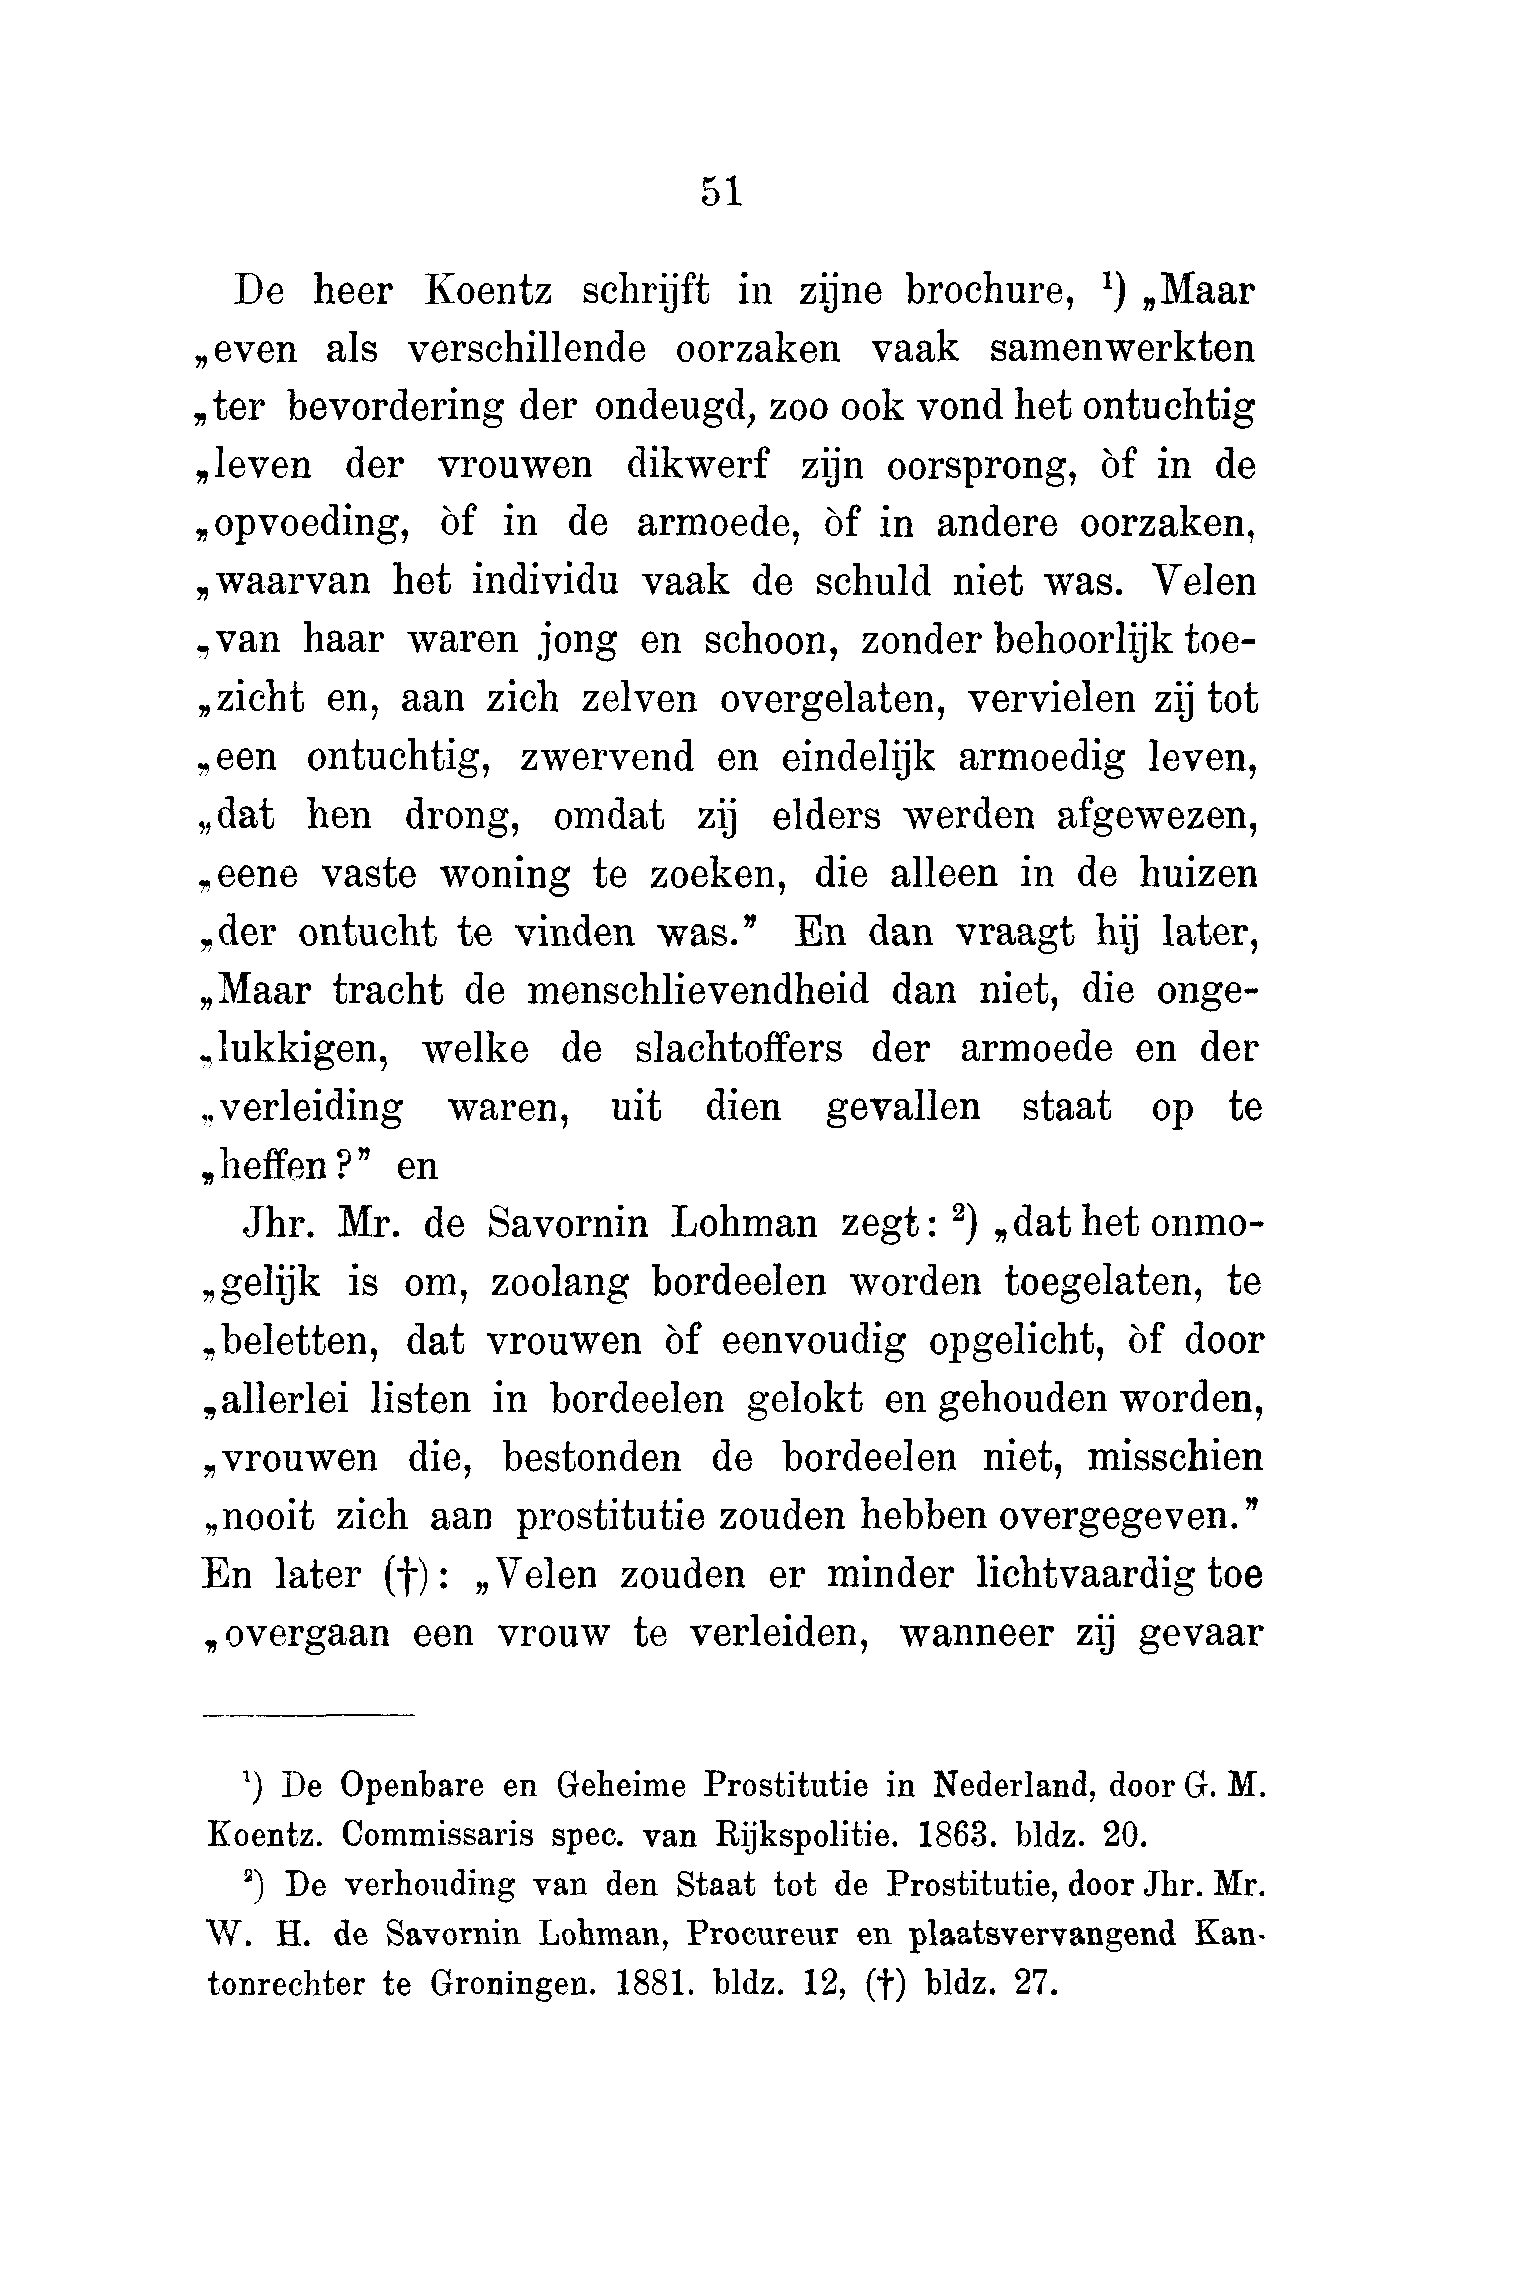 51
De heer Koentz schrijft in zijne brochure, ¹) „Maar
„even als verschillende oorzaken vaak samenwerkten
„ter bevordering der ondeugd, zoo ook vond het ontuchtig
„leven der vrouwen dikwerf zijn oorsprong, òf in de
„opvoeding, òf in de armoede, òf in andere oorzaken,
„waarvan het individu vaak de schuld niet was. Velen
„van haar waren jong en schoon, zonder behoorlijk toe-
„zicht en, aan zich zelven overgelaten, vervielen zij tot
„een ontuchtig, zwervend en eindelijk armoedig leven,
„dat hen drong, omdat zij elders werden afgewezen,
„eene vaste woning te zoeken, die alleen in de huizen
„der ontucht te vinden was.” En dan vraagt hij later,
„Maar tracht de menschlievendheid dan niet, die onge-
„lukkigen, welke de slachtoffers der armoede en der
„verleiding waren, uit dien gevallen staat op te
„heffen?” en
Jhr. Mr. de Savornin Lohman zegt: ²) „dat het onmo-
„gelijk is om, zoolang bordeelen worden toegelaten, te
„beletten, dat vrouwen òf eenvoudig opgelicht, òf door
„allerlei listen in bordeelen gelokt en gehouden worden,
„vrouwen die, bestonden de bordeelen niet, misschien
„nooit zich aan prostitutie zouden hebben overgegeven.”
En later (†): „Velen zouden er minder lichtvaardig toe
„overgaan een vrouw te verleiden, wanneer zij gevaar
¹) De Openbare en Geheime Prostitutie in Nederland, door G. M.
Koentz. Commissaris spec. van Rijkspolitie. 1863. bldz. 20.
²) De verhouding van den Staat tot de Prostitutie, door Jhr. Mr.
W. H. de Savornin Lohman, Procureur en plaatsvervangend Kan-
tonrechter te Groningen. 1881. bldz. 12, (†) bldz. 27.